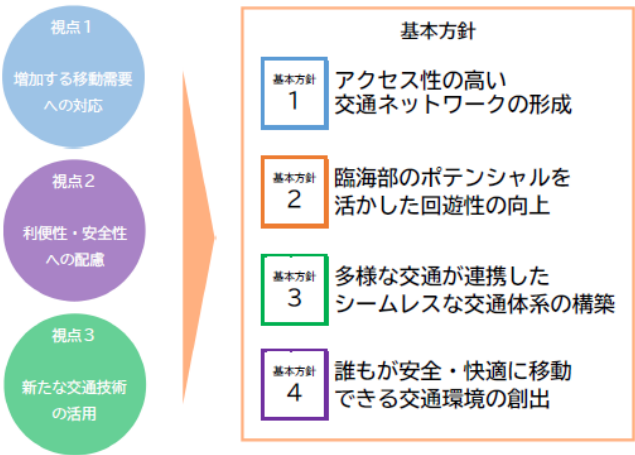 視点1
増加する移動需要
への対応
視点2
利便性・安全性
への配慮
視点3
新たな交通技術
の活用
基本方針
基本方針
1
アクセス性の高い
交通ネットワークの形成
基本方針
2
臨海部のポテンシャルを
活かした回遊性の向上
基本方針
3
多様な交通が連携した
シームレスな交通体系の構築
基本方針
4
誰もが安全・快適に移動
できる交通環境の創出